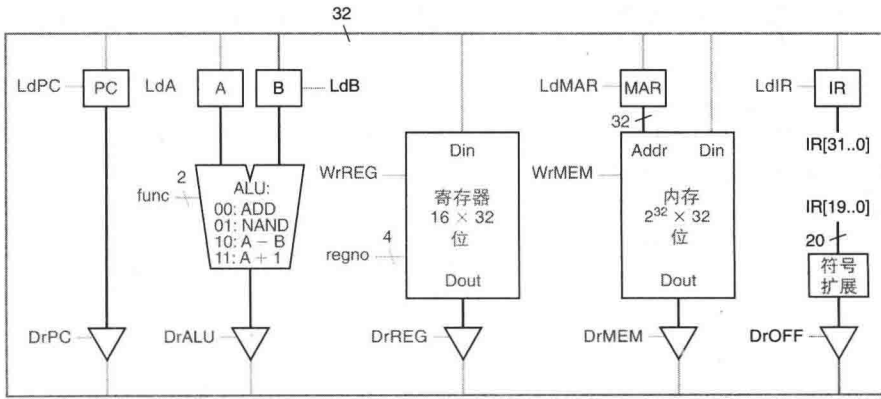 32
LdPC
PC
LdA
A
B
LdB
LdMAR
MAR
LdIR
IR
32
Din
Addr
Din
IR[31..0]
WrREG
WrMEM
func
2
ALU:
00: ADD
01: NAND
10: A − B
11: A + 1
寄存器
16 × 32
位
内存
2³² × 32
位
IR[19..0]
regno
4
20
Dout
Dout
符号
扩展
DrPC
DrALU
DrREG
DrMEM
DrOFF